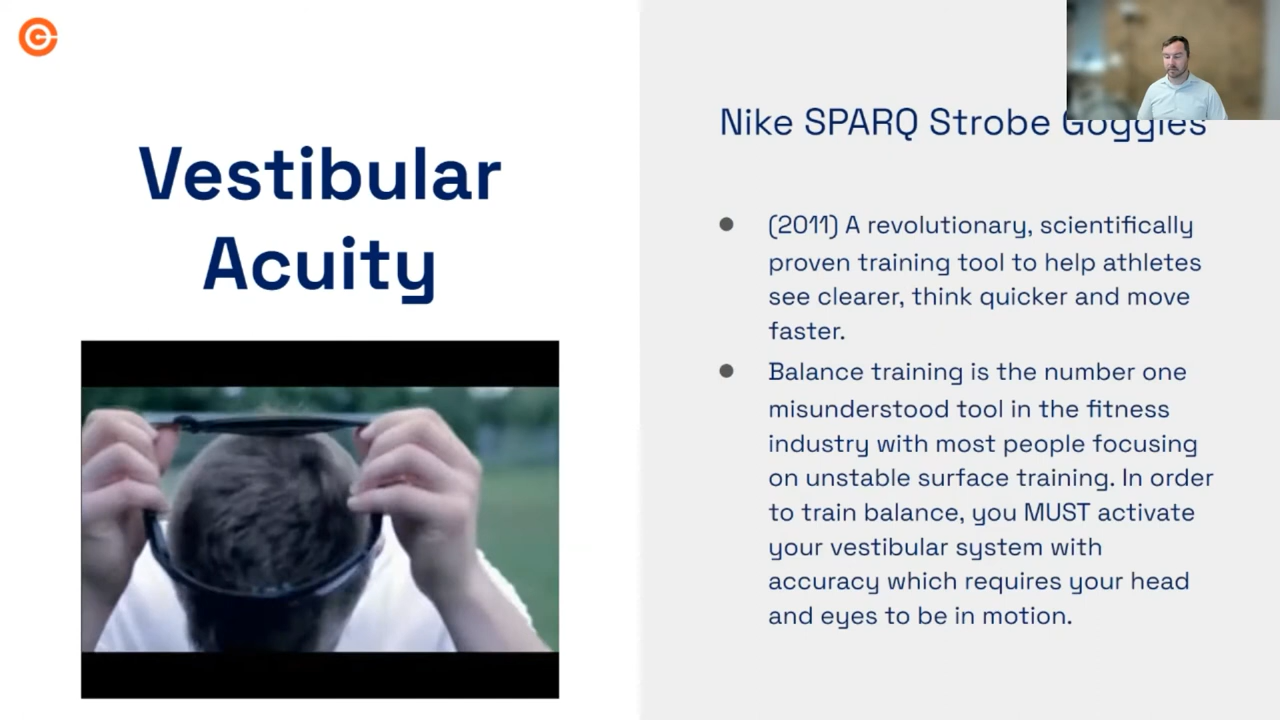 Vestibular
Acuity
Nike SPARQ Strobe Goggles
(2011) A revolutionary, scientifically
proven training tool to help athletes
see clearer, think quicker and move
faster.
Balance training is the number one
misunderstood tool in the fitness
industry with most people focusing
on unstable surface training. In order
to train balance, you MUST activate
your vestibular system with
accuracy which requires your head
and eyes to be in motion.